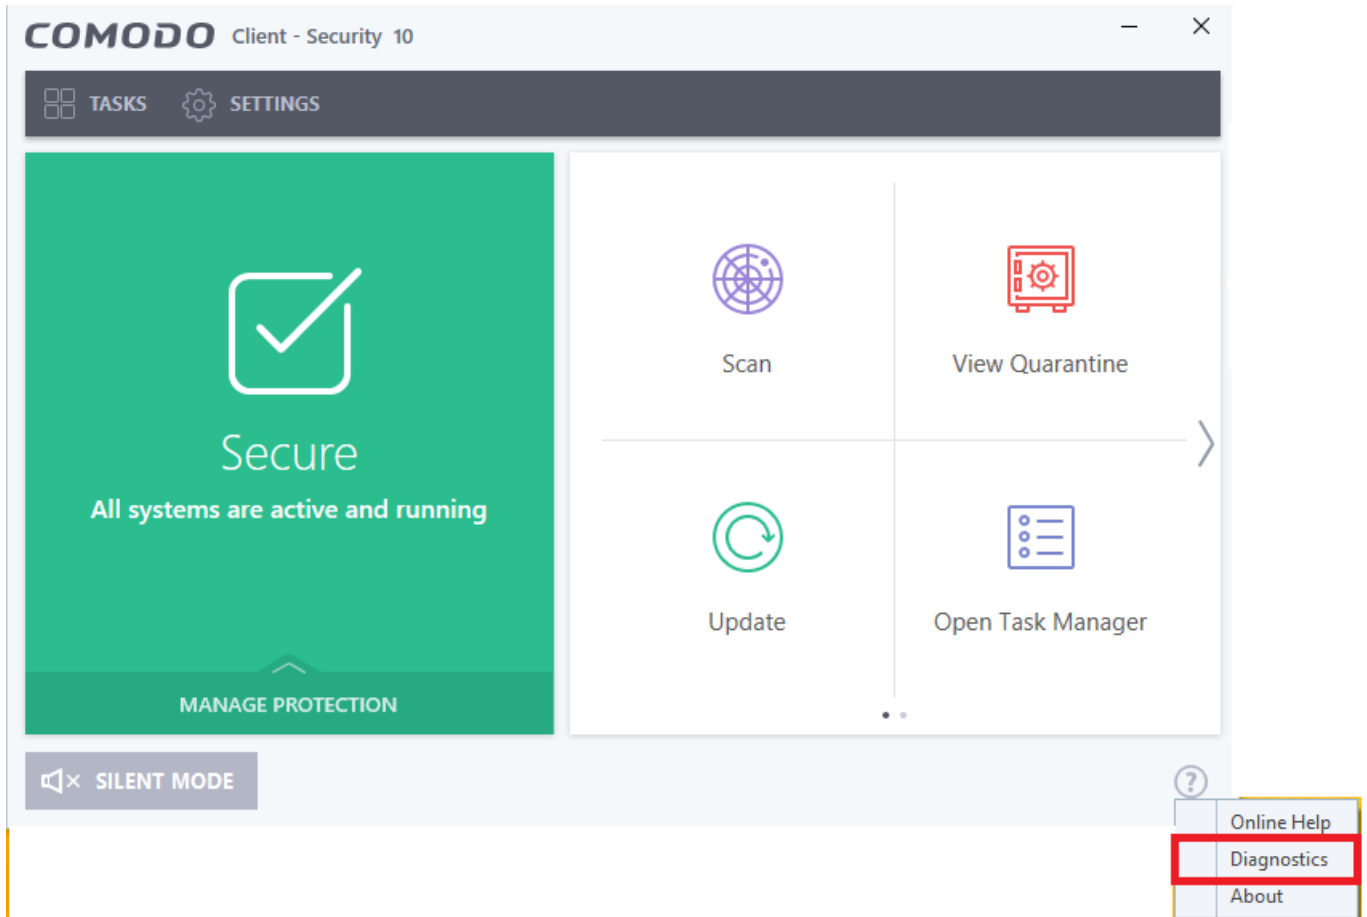 COMODO Client - Security 10
TASKS SETTINGS
Secure
All systems are active and running
MANAGE PROTECTION
Scan
View Quarantine
Update
Open Task Manager
SILENT MODE
?
Online Help
Diagnostics
About